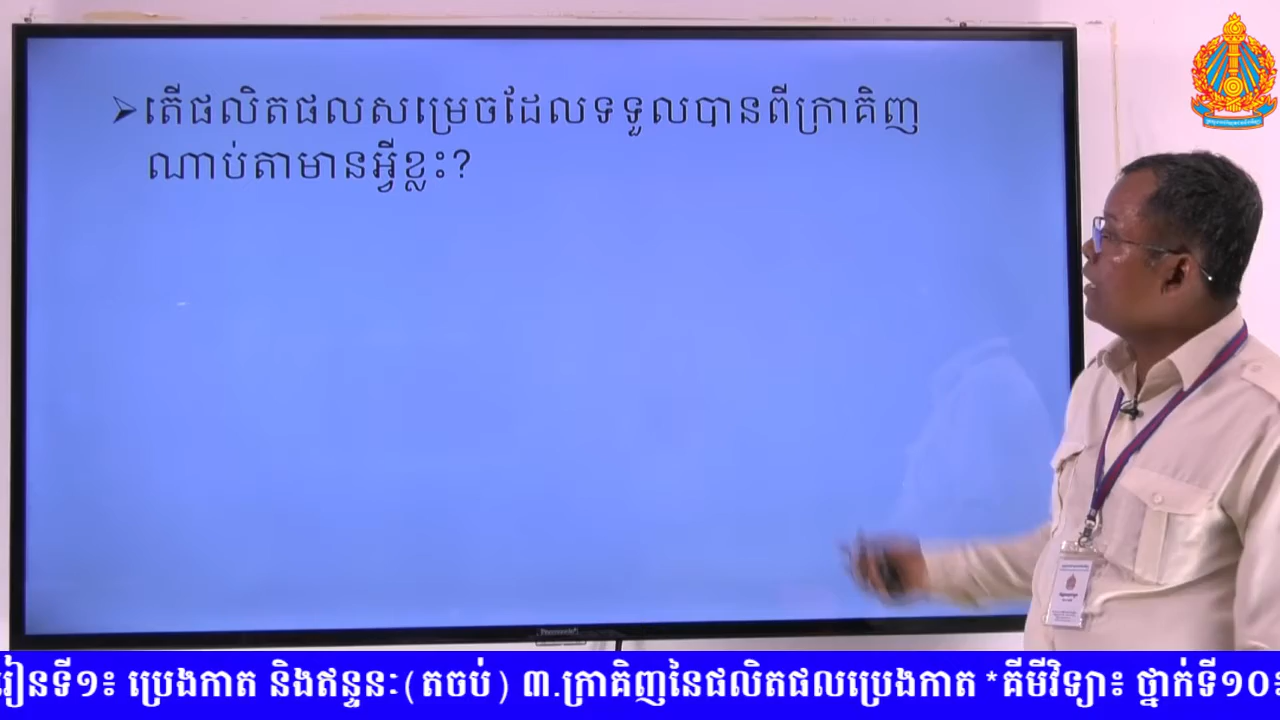 ➢តើផលិតផលសម្រេចដែលទទួលបានពីក្រាគិញ
ណាប់តាមានអ្វីខ្លះ?
រៀនទី១៖ ប្រេងកាត និងឥន្ធនៈ(តចប់) ៣.ក្រាគិញនៃផលិតផលប្រេងកាត *គីមីវិទ្យា៖ ថ្នាក់ទី១០៖